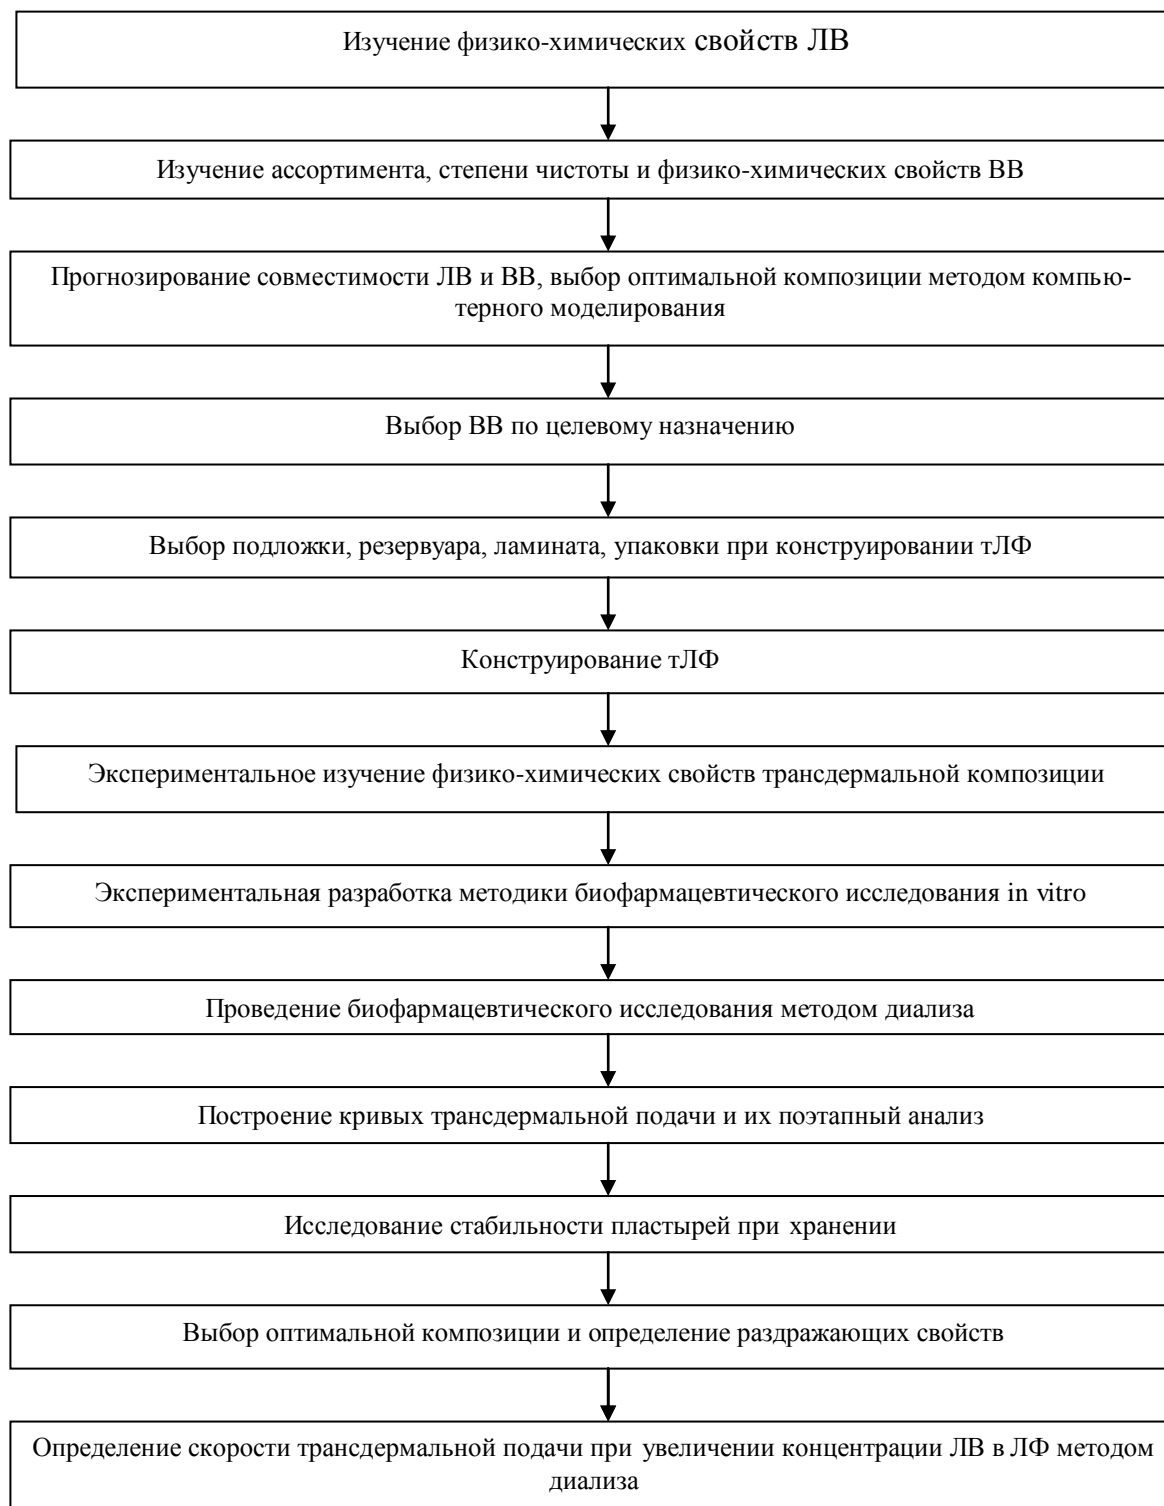 Изучение физико-химических свойств ЛВ
Изучение ассортимента, степени чистоты и физико-химических свойств ВВ
Прогнозирование совместимости ЛВ и ВВ, выбор оптимальной композиции методом компью-
терного моделирования
Выбор ВВ по целевому назначению
Выбор подложки, резервуара, ламината, упаковки при конструировании тЛФ
Конструирование тЛФ
Экспериментальное изучение физико-химических свойств трансдермальной композиции
Экспериментальная разработка методики биофармацевтического исследования in vitro
Проведение биофармацевтического исследования методом диализа
Построение кривых трансдермальной подачи и их поэтапный анализ
Исследование стабильности пластырей при хранении
Выбор оптимальной композиции и определение раздражающих свойств
Определение скорости трансдермальной подачи при увеличении концентрации ЛВ в ЛФ методом
диализа